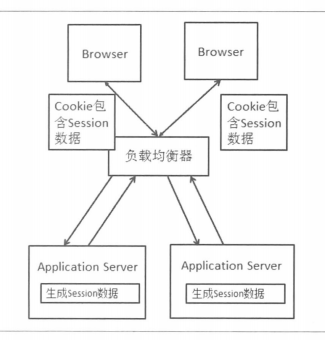 Browser
Browser
Cookie包
含Session
数据
Cookie包
含Session
数据
负载均衡器
Application Server
生成Session数据
Application Server
生成Session数据